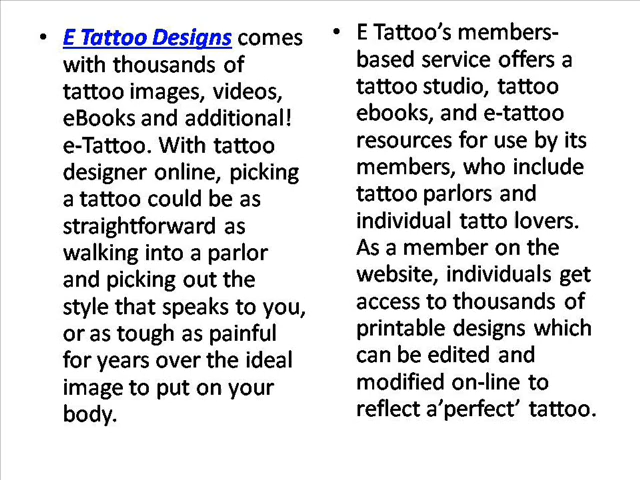 • E Tattoo Designs comes
with thousands of
tattoo images, videos,
eBooks and additional!
e-Tattoo. With tattoo
designer online, picking
a tattoo could be as
straightforward as
walking into a parlor
and picking out the
style that speaks to you,
or as tough as painful
for years over the ideal
image to put on your
body.
• E Tattoo’s members-
based service offers a
tattoo studio, tattoo
ebooks, and e-tattoo
resources for use by its
members, who include
tattoo parlors and
individual tatto lovers.
As a member on the
website, individuals get
access to thousands of
printable designs which
can be edited and
modified on-line to
reflect a’perfect’ tattoo.